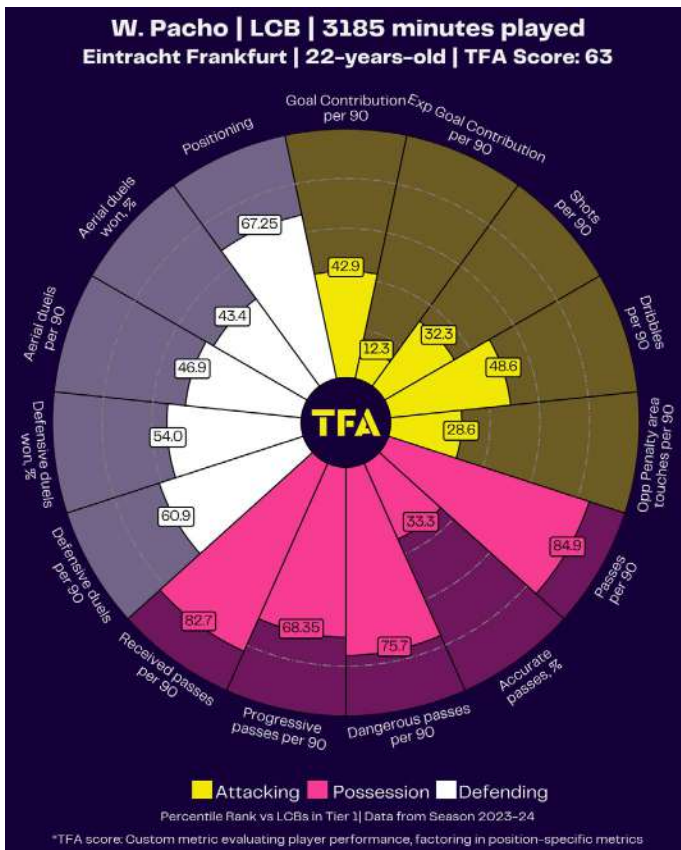 W. Pacho | LCB | 3185 minutes played
Eintracht Frankfurt | 22-years-old | TFA Score: 63
Goal Contribution
per 90
Exp Goal Contribution
per 90
Shots
per 90
Dribbles
per 90
Opp Penalty area
touches per 90
Passes
per 90
Accurate
passes, %
Dangerous passes
per 90
Progressive
passes per 90
Received passes
per 90
Defensive duels
per 90
Defensive duels
won, %
Aerial duels
per 90
Aerial duels
won, %
Positioning
42.9
12.3
32.3
48.6
28.6
84.9
33.3
75.7
68.35
82.7
60.9
54.0
46.9
43.4
67.25
TFA
Attacking Possession Defending
Percentile Rank vs LCBs in Tier 1| Data from Season 2023-24
*TFA score: Custom metric evaluating player performance, factoring in position-specific metrics